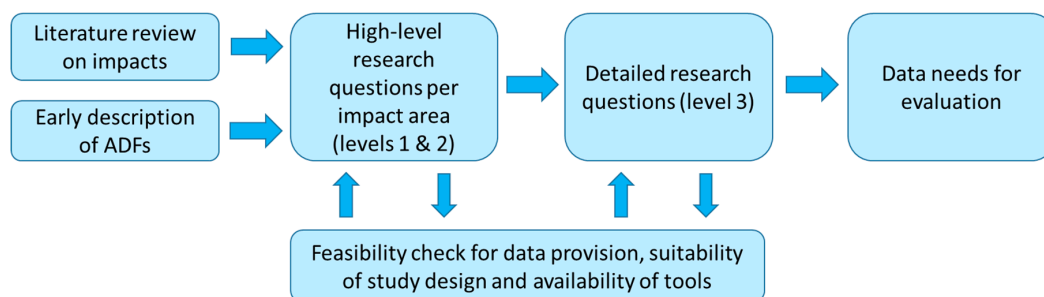 Literature review
on impacts
Early description
of ADFs
High-level
research
questions per
impact area
(levels 1 & 2)
Detailed research
questions (level 3)
Data needs for
evaluation
Feasibility check for data provision, suitability
of study design and availability of tools